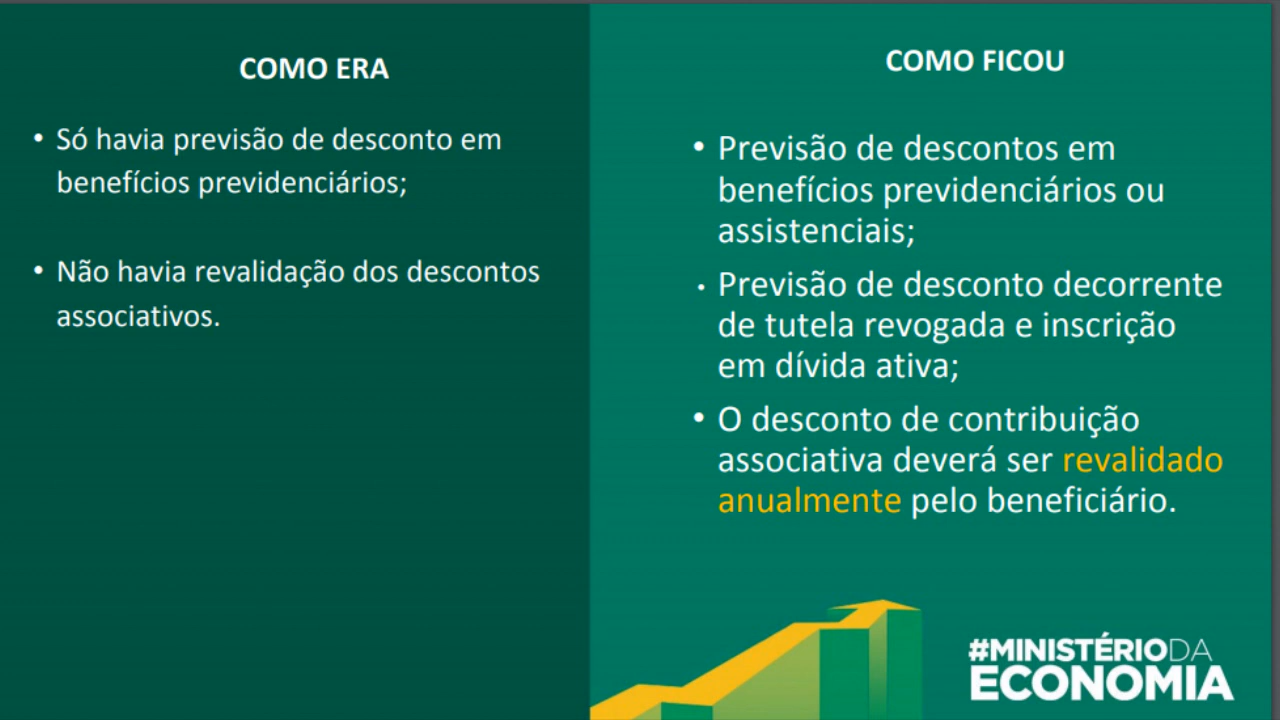 COMO ERA
• Só havia previsão de desconto em
benefícios previdenciários;
• Não havia revalidação dos descontos
associativos.
COMO FICOU
• Previsão de descontos em
benefícios previdenciários ou
assistenciais;
• Previsão de desconto decorrente
de tutela revogada e inscrição
em dívida ativa;
• O desconto de contribuição
associativa deverá ser revalidado
anualmente pelo beneficiário.
#MINISTÉRIODA
ECONOMIA